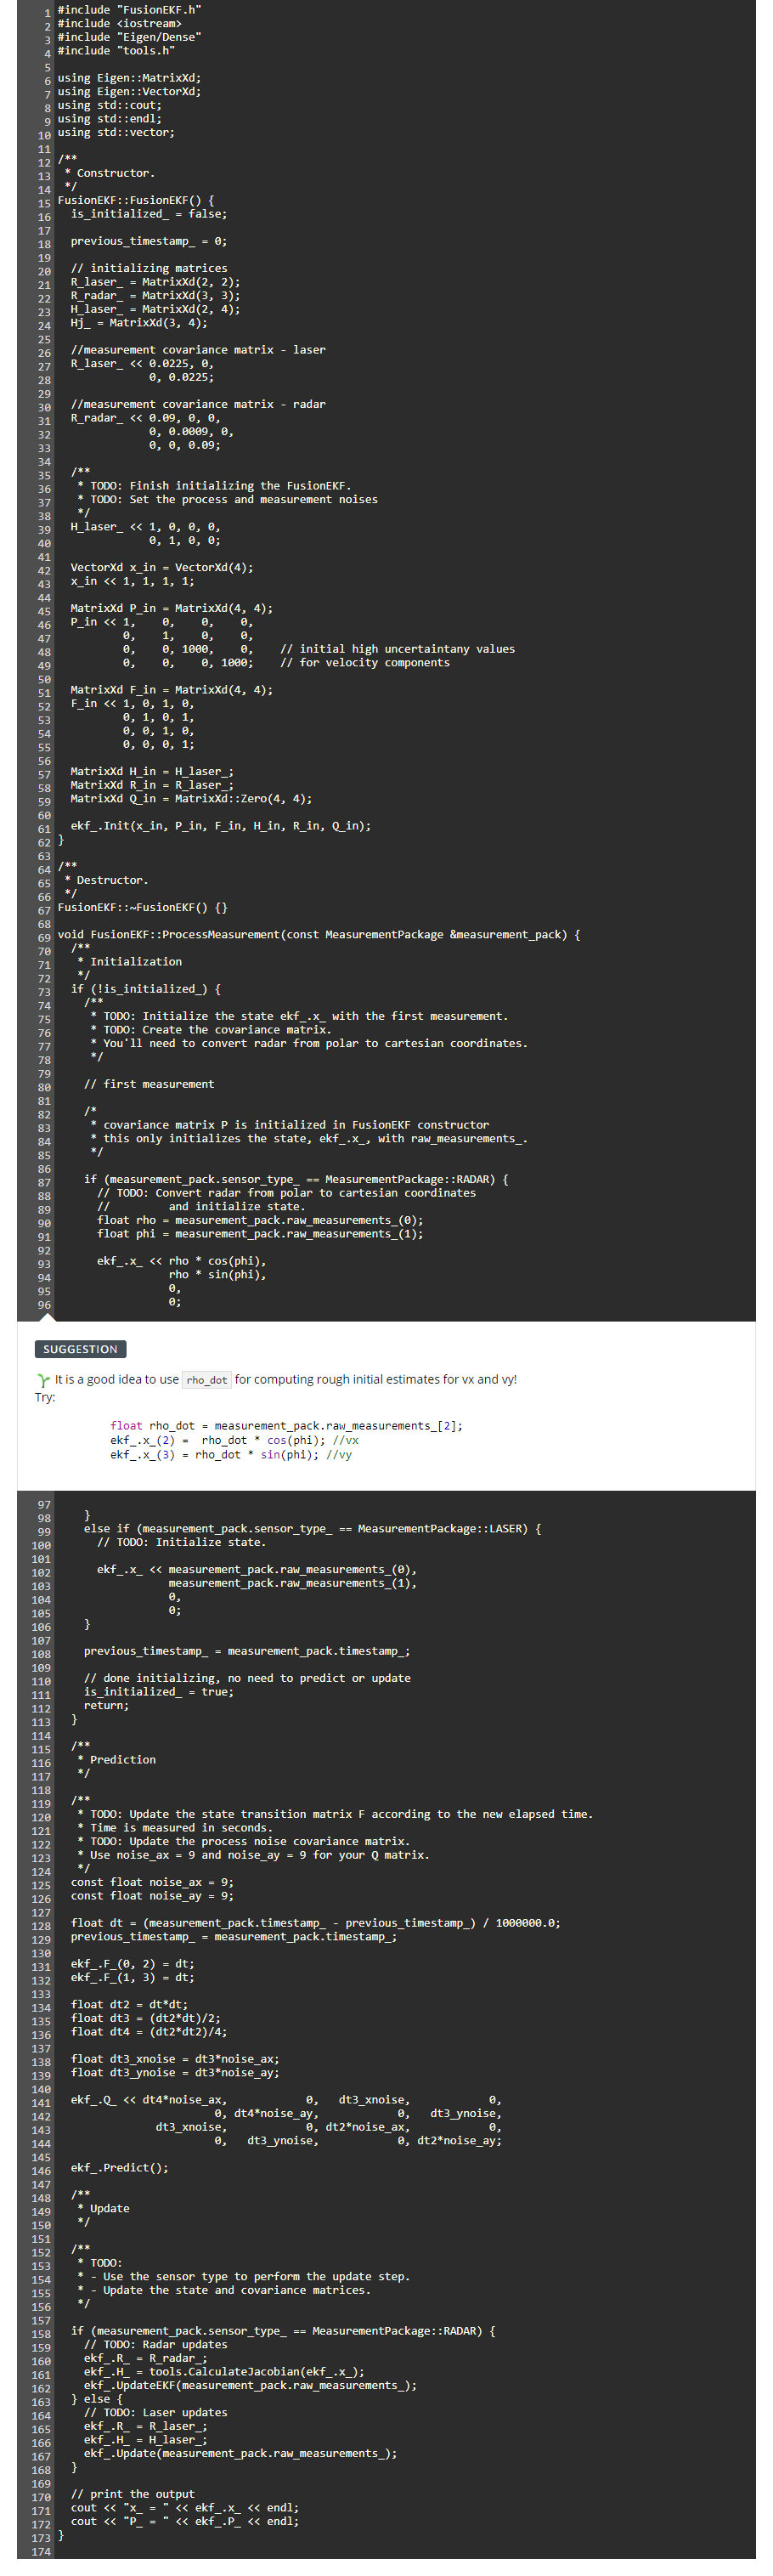 1 #include "FusionEKF.h"
2 #include <iostream>
3 #include "Eigen/Dense"
4 #include "tools.h"
5
6 using Eigen::MatrixXd;
7 using Eigen::VectorXd;
8 using std::cout;
9 using std::endl;
10 using std::vector;
11
12 /**
13  * Constructor.
14  */
15 FusionEKF::FusionEKF() {
16   is_initialized_ = false;
17
18   previous_timestamp_ = 0;
19
20   // initializing matrices
21   R_laser_ = MatrixXd(2, 2);
22   R_radar_ = MatrixXd(3, 3);
23   H_laser_ = MatrixXd(2, 4);
24   Hj_ = MatrixXd(3, 4);
25
26   //measurement covariance matrix - laser
27   R_laser_ << 0.0225, 0,
28               0, 0.0225;
29
30   //measurement covariance matrix - radar
31   R_radar_ << 0.09, 0, 0,
32               0, 0.0009, 0,
33               0, 0, 0.09;
34
35   /**
36    * TODO: Finish initializing the FusionEKF.
37    * TODO: Set the process and measurement noises
38    */
39   H_laser_ << 1, 0, 0, 0,
40               0, 1, 0, 0;
41
42   VectorXd x_in = VectorXd(4);
43   x_in << 1, 1, 1, 1;
44
45   MatrixXd P_in = MatrixXd(4, 4);
46   P_in << 1,    0,    0,    0,
47           0,    1,    0,    0,
48           0,    0, 1000,    0,    // initial high uncertaintany values
49           0,    0,    0, 1000;    // for velocity components
50
51   MatrixXd F_in = MatrixXd(4, 4);
52   F_in << 1, 0, 1, 0,
53           0, 1, 0, 1,
54           0, 0, 1, 0,
55           0, 0, 0, 1;
56
57   MatrixXd H_in = H_laser_;
58   MatrixXd R_in = R_laser_;
59   MatrixXd Q_in = MatrixXd::Zero(4, 4);
60
61   ekf_.Init(x_in, P_in, F_in, H_in, R_in, Q_in);
62 }
63
64 /**
65  * Destructor.
66  */
67 FusionEKF::~FusionEKF() {}
68
69 void FusionEKF::ProcessMeasurement(const MeasurementPackage &measurement_pack) {
70   /**
71    * Initialization
72    */
73   if (!is_initialized_) {
74     /**
75      * TODO: Initialize the state ekf_.x_ with the first measurement.
76      * TODO: Create the covariance matrix.
77      * You'll need to convert radar from polar to cartesian coordinates.
78      */
79
80     // first measurement
81
82     /*
83      * covariance matrix P is initialized in FusionEKF constructor
84      * this only initializes the state, ekf_.x_, with raw_measurements_.
85      */
86
87     if (measurement_pack.sensor_type_ == MeasurementPackage::RADAR) {
88       // TODO: Convert radar from polar to cartesian coordinates
89       //         and initialize state.
90       float rho = measurement_pack.raw_measurements_(0);
91       float phi = measurement_pack.raw_measurements_(1);
92
93       ekf_.x_ << rho * cos(phi),
94                  rho * sin(phi),
95                  0,
96                  0;
SUGGESTION
It is a good idea to use rho_dot for computing rough initial estimates for vx and vy!
Try:
float rho_dot = measurement_pack.raw_measurements_[2];
ekf_.x_(2) =  rho_dot * cos(phi); //vx
ekf_.x_(3) = rho_dot * sin(phi); //vy
97
98     }
99     else if (measurement_pack.sensor_type_ == MeasurementPackage::LASER) {
100       // TODO: Initialize state.
101
102       ekf_.x_ << measurement_pack.raw_measurements_(0),
103                  measurement_pack.raw_measurements_(1),
104                  0,
105                  0;
106     }
107
108     previous_timestamp_ = measurement_pack.timestamp_;
109
110     // done initializing, no need to predict or update
111     is_initialized_ = true;
112     return;
113   }
114
115   /**
116    * Prediction
117    */
118
119   /**
120    * TODO: Update the state transition matrix F according to the new elapsed time.
121    * Time is measured in seconds.
122    * TODO: Update the process noise covariance matrix.
123    * Use noise_ax = 9 and noise_ay = 9 for your Q matrix.
124    */
125   const float noise_ax = 9;
126   const float noise_ay = 9;
127
128   float dt = (measurement_pack.timestamp_ - previous_timestamp_) / 1000000.0;
129   previous_timestamp_ = measurement_pack.timestamp_;
130
131   ekf_.F_(0, 2) = dt;
132   ekf_.F_(1, 3) = dt;
133
134   float dt2 = dt*dt;
135   float dt3 = (dt2*dt)/2;
136   float dt4 = (dt2*dt2)/4;
137
138   float dt3_xnoise = dt3*noise_ax;
139   float dt3_ynoise = dt3*noise_ay;
140
141   ekf_.Q_ << dt4*noise_ax,            0,   dt3_xnoise,            0,
142                         0, dt4*noise_ay,            0,   dt3_ynoise,
143                dt3_xnoise,            0, dt2*noise_ax,            0,
144                         0,   dt3_ynoise,            0, dt2*noise_ay;
145
146   ekf_.Predict();
147
148   /**
149    * Update
150    */
151
152   /**
153    * TODO:
154    * - Use the sensor type to perform the update step.
155    * - Update the state and covariance matrices.
156    */
157
158   if (measurement_pack.sensor_type_ == MeasurementPackage::RADAR) {
159     // TODO: Radar updates
160     ekf_.R_ = R_radar_;
161     ekf_.H_ = tools.CalculateJacobian(ekf_.x_);
162     ekf_.UpdateEKF(measurement_pack.raw_measurements_);
163   } else {
164     // TODO: Laser updates
165     ekf_.R_ = R_laser_;
166     ekf_.H_ = H_laser_;
167     ekf_.Update(measurement_pack.raw_measurements_);
168   }
169
170   // print the output
171   cout << "x_ = " << ekf_.x_ << endl;
172   cout << "P_ = " << ekf_.P_ << endl;
173 }
174